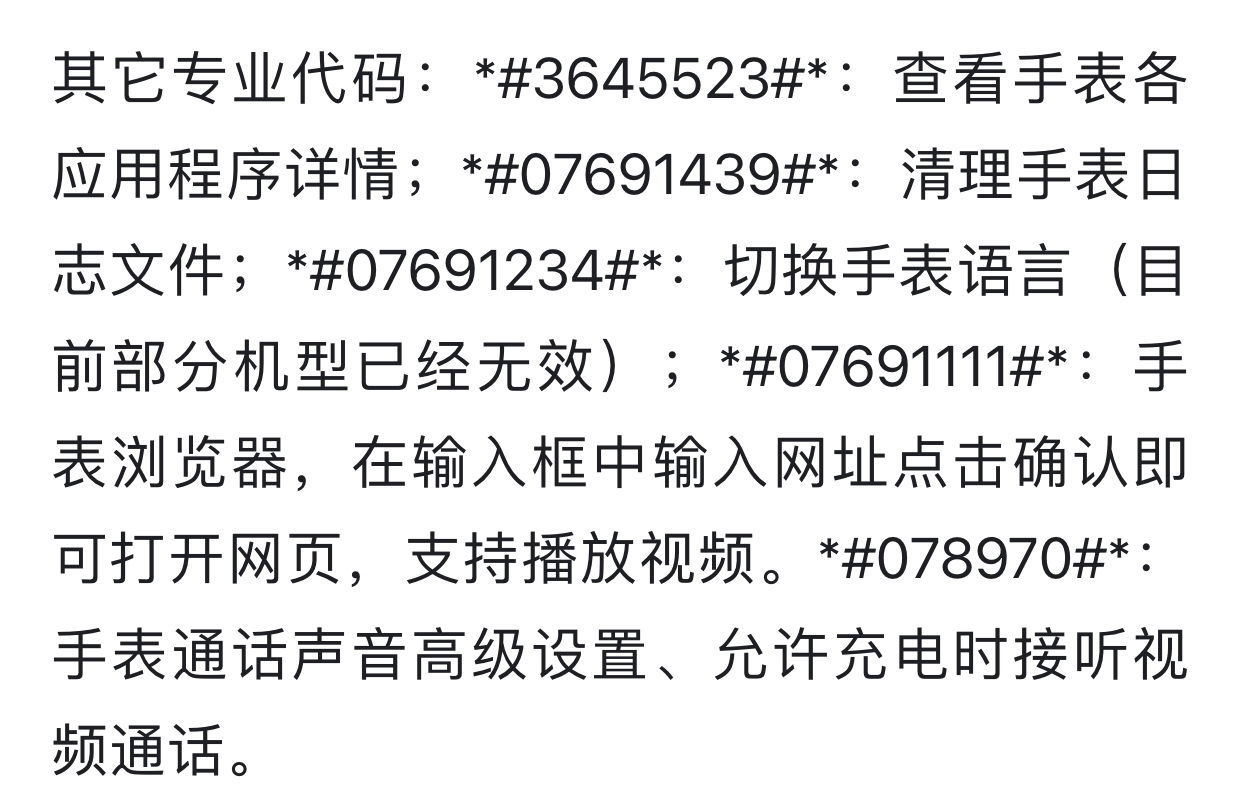 其它专业代码：*#3645523#*：查看手表各
应用程序详情；*#07691439#*：清理手表日
志文件；*#07691234#*：切换手表语言（目
前部分机型已经无效）；*#07691111#*：手
表浏览器，在输入框中输入网址点击确认即
可打开网页，支持播放视频。*#078970#*：
手表通话声音高级设置、允许充电时接听视
频通话。